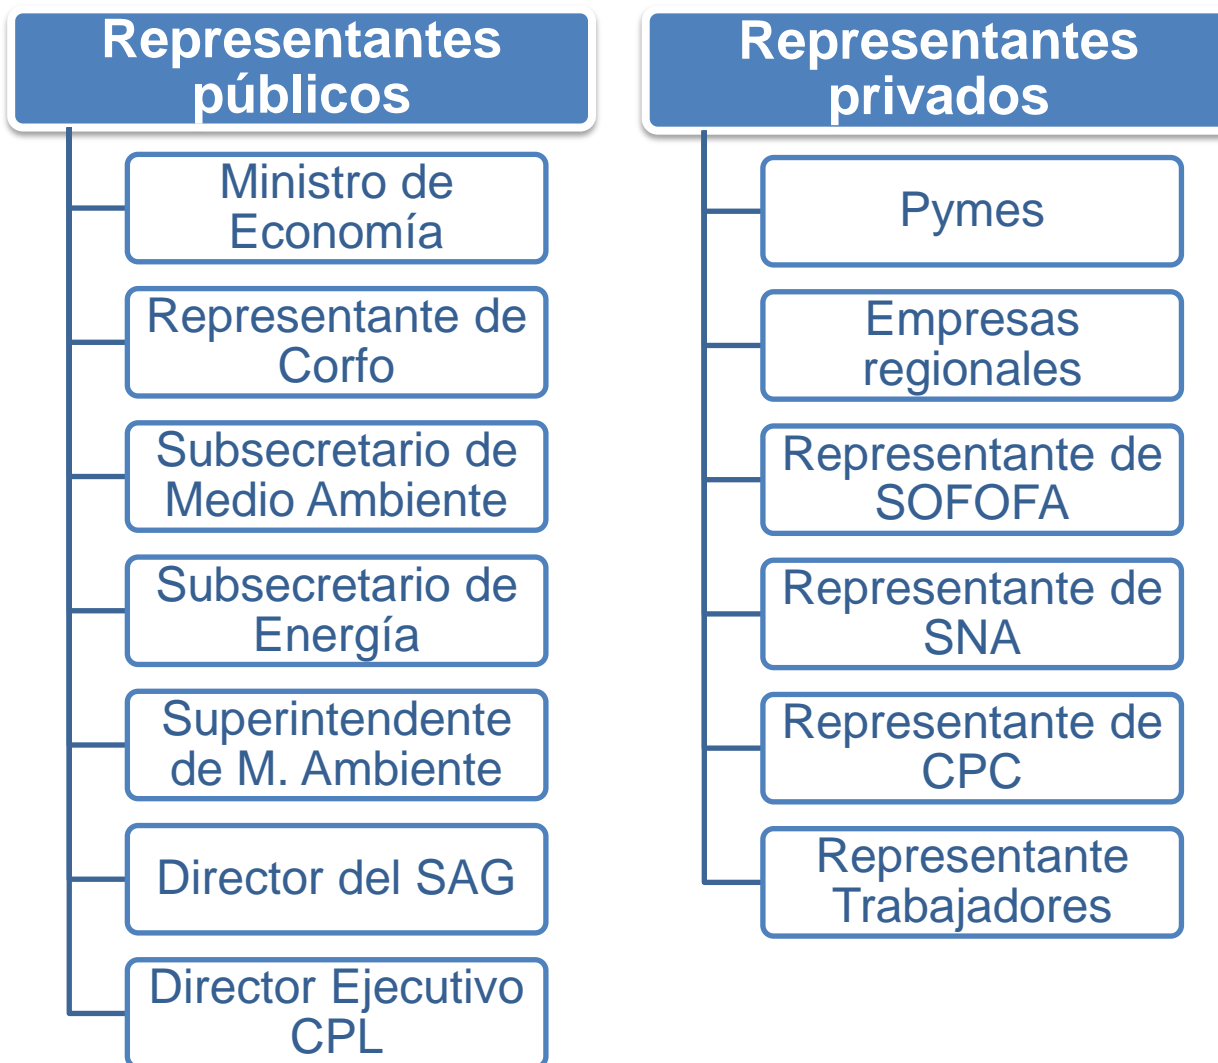 Representantes
públicos
Ministro de
Economía
Representante de
Corfo
Subsecretario de
Medio Ambiente
Subsecretario de
Energía
Superintendente
de M. Ambiente
Director del SAG
Director Ejecutivo
CPL
Representantes
privados
Pymes
Empresas
regionales
Representante de
SOFOFA
Representante de
SNA
Representante de
CPC
Representante
Trabajadores